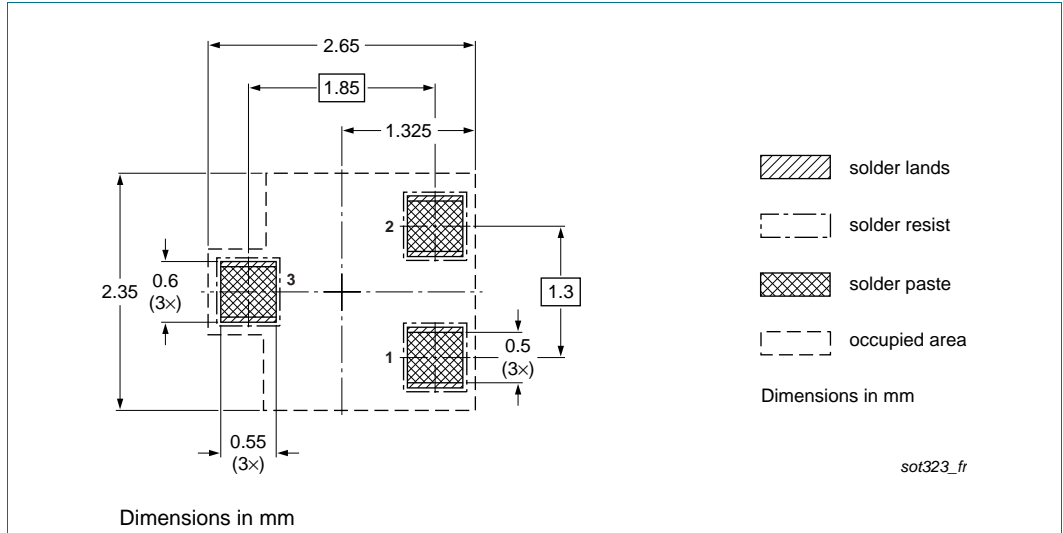 2.65
1.85
1.325
solder lands
2
solder resist
0.6
(3×)
3
solder paste
2.35
1.3
1
0.5
(3×)
occupied area
Dimensions in mm
0.55
(3×)
sot323_fr
Dimensions in mm